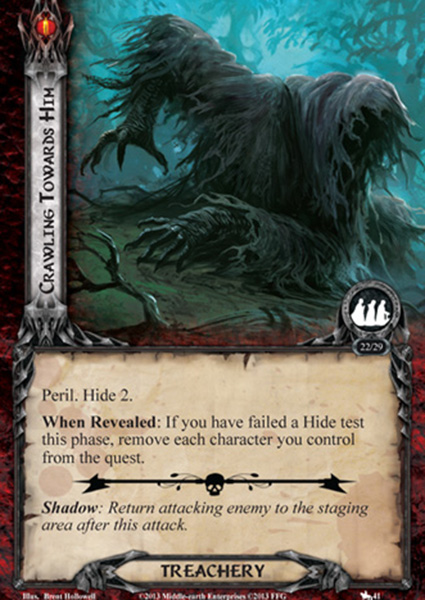 CRAWLING TOWARDS HIM
22/29
Peril. Hide 2.
When Revealed: If you have failed a Hide test
this phase, remove each character you control
from the quest.
Shadow: Return attacking enemy to the staging
area after this attack.
TREACHERY
Illus. Brent Hollowell ©2013 Middle-earth Enterprises ©2013 FFG 41